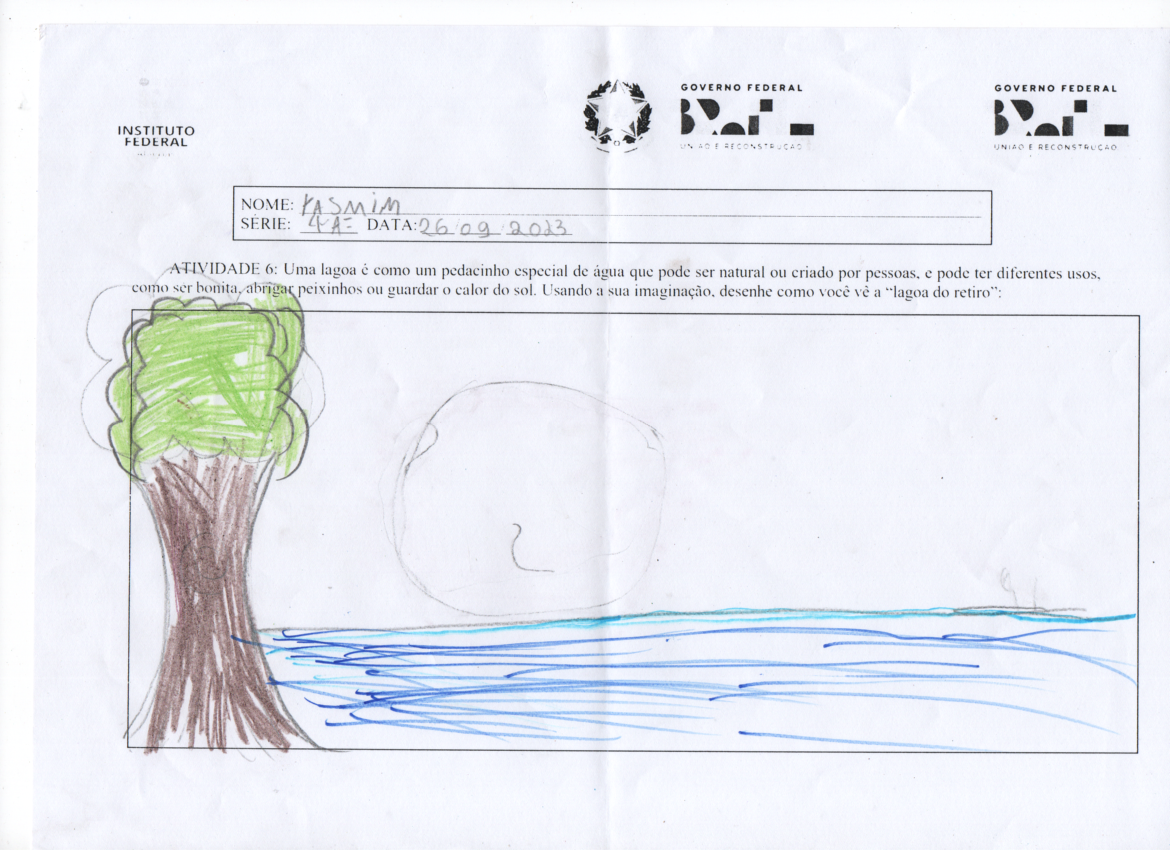 GOVERNO FEDERAL
GOVERNO FEDERAL
INSTITUTO
FEDERAL
BRASIL
BRASIL
UNIÃO E RECONSTRUÇÃO
UNIÃO E RECONSTRUÇÃO
NOME: YASMIM
SÉRIE: 4ª A= DATA: 26/09/2023
ATIVIDADE 6: Uma lagoa é como um pedacinho especial de água que pode ser natural ou criado por pessoas, e pode ter diferentes usos,
como ser bonita, abrigar peixinhos ou guardar o calor do sol. Usando a sua imaginação, desenhe como você vê a “lagoa do retiro”: